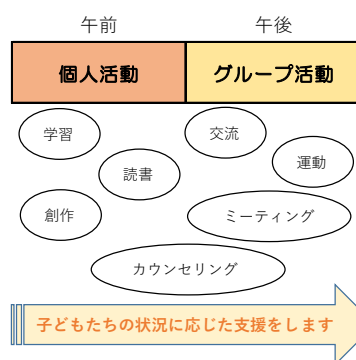 午前 午後
個人活動 グループ活動
学習 交流
読書 運動
創作 ミーティング
カウンセリング
子どもたちの状況に応じた支援をします